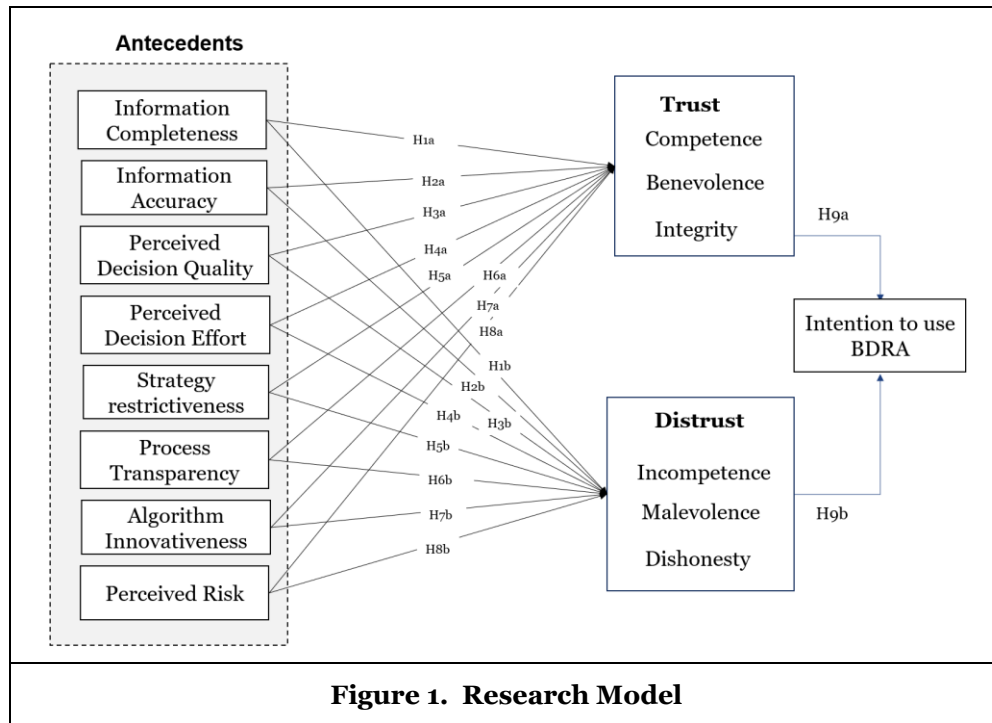 Antecedents
Information
Completeness
Information
Accuracy
Perceived
Decision Quality
Perceived
Decision Effort
Strategy
restrictiveness
Process
Transparency
Algorithm
Innovativeness
Perceived Risk
H1a
H2a
H3a
H4a
H5a
H6a
H7a
H8a
H1b
H2b
H3b
H4b
H5b
H6b
H7b
H8b
Trust
Competence
Benevolence
Integrity
Distrust
Incompetence
Malevolence
Dishonesty
H9a
H9b
Intention to use
BDRA
Figure 1. Research Model